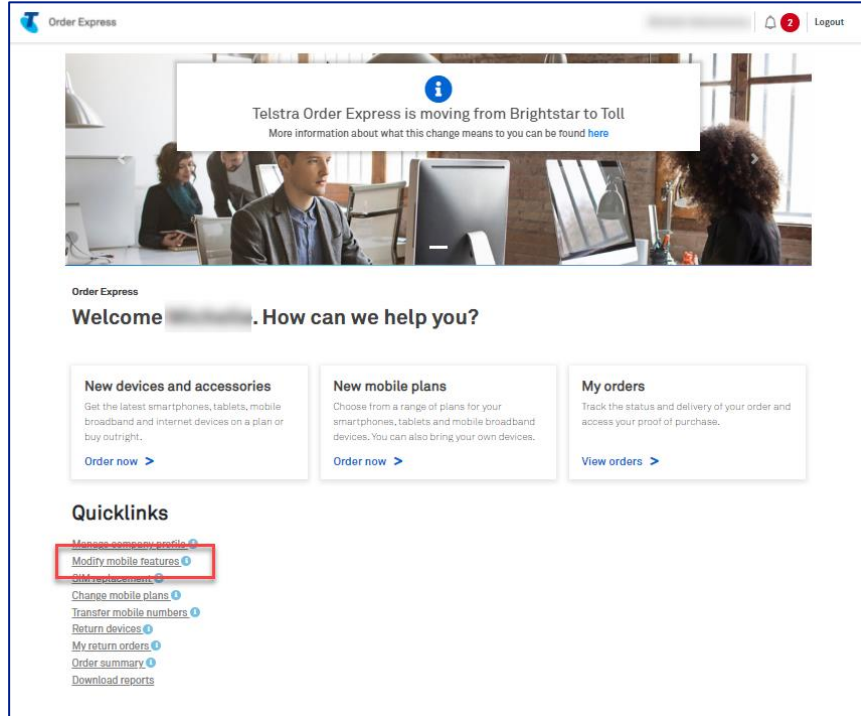 Order Express
2
Logout
Telstra Order Express is moving from Brightstar to Toll
More information about what this change means to you can be found here
Order Express
Welcome . How can we help you?
New devices and accessories
Get the latest smartphones, tablets, mobile
broadband and internet devices on a plan or
buy outright.
Order now >
New mobile plans
Choose from a range of plans for your
smartphones, tablets and mobile broadband
devices. You can also bring your own devices.
Order now >
My orders
Track the status and delivery of your order and
access your proof of purchase.
View orders >
Quicklinks
Manage company profile
Modify mobile features
SIM replacement
Change mobile plans
Transfer mobile numbers
Return devices
My return orders
Order summary
Download reports